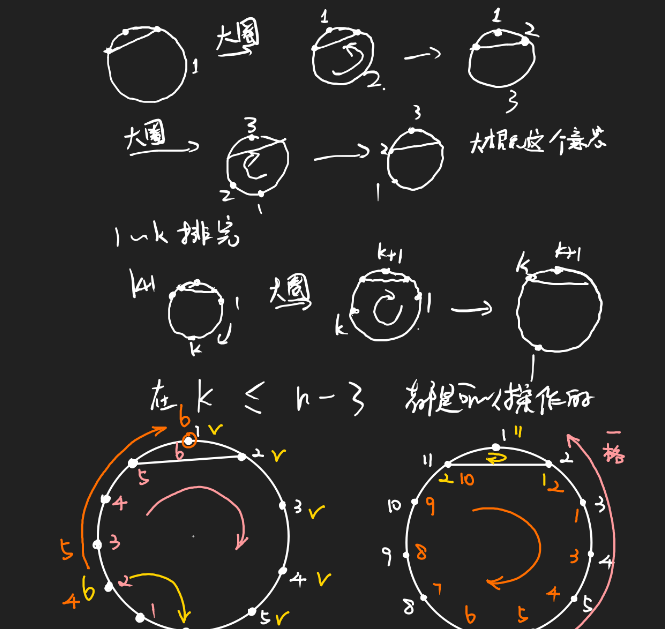 1 大圈 1 2 1 2 3
大圈 3 2 1 3 2 1 大概是这个意思
1~k 排完
k+1 1 k 大圈 k+1 1 k k k+1 1
在 k ≤ n-3 都是可以操作的
6 1 v 6 2 v 5 3 v 4 4 v 3 5 v 2 1 5 4 6
1 11 2 1 2 3 1 4 3 5 4 5 6 7 8 8 9 9 10 10 11 2 一格